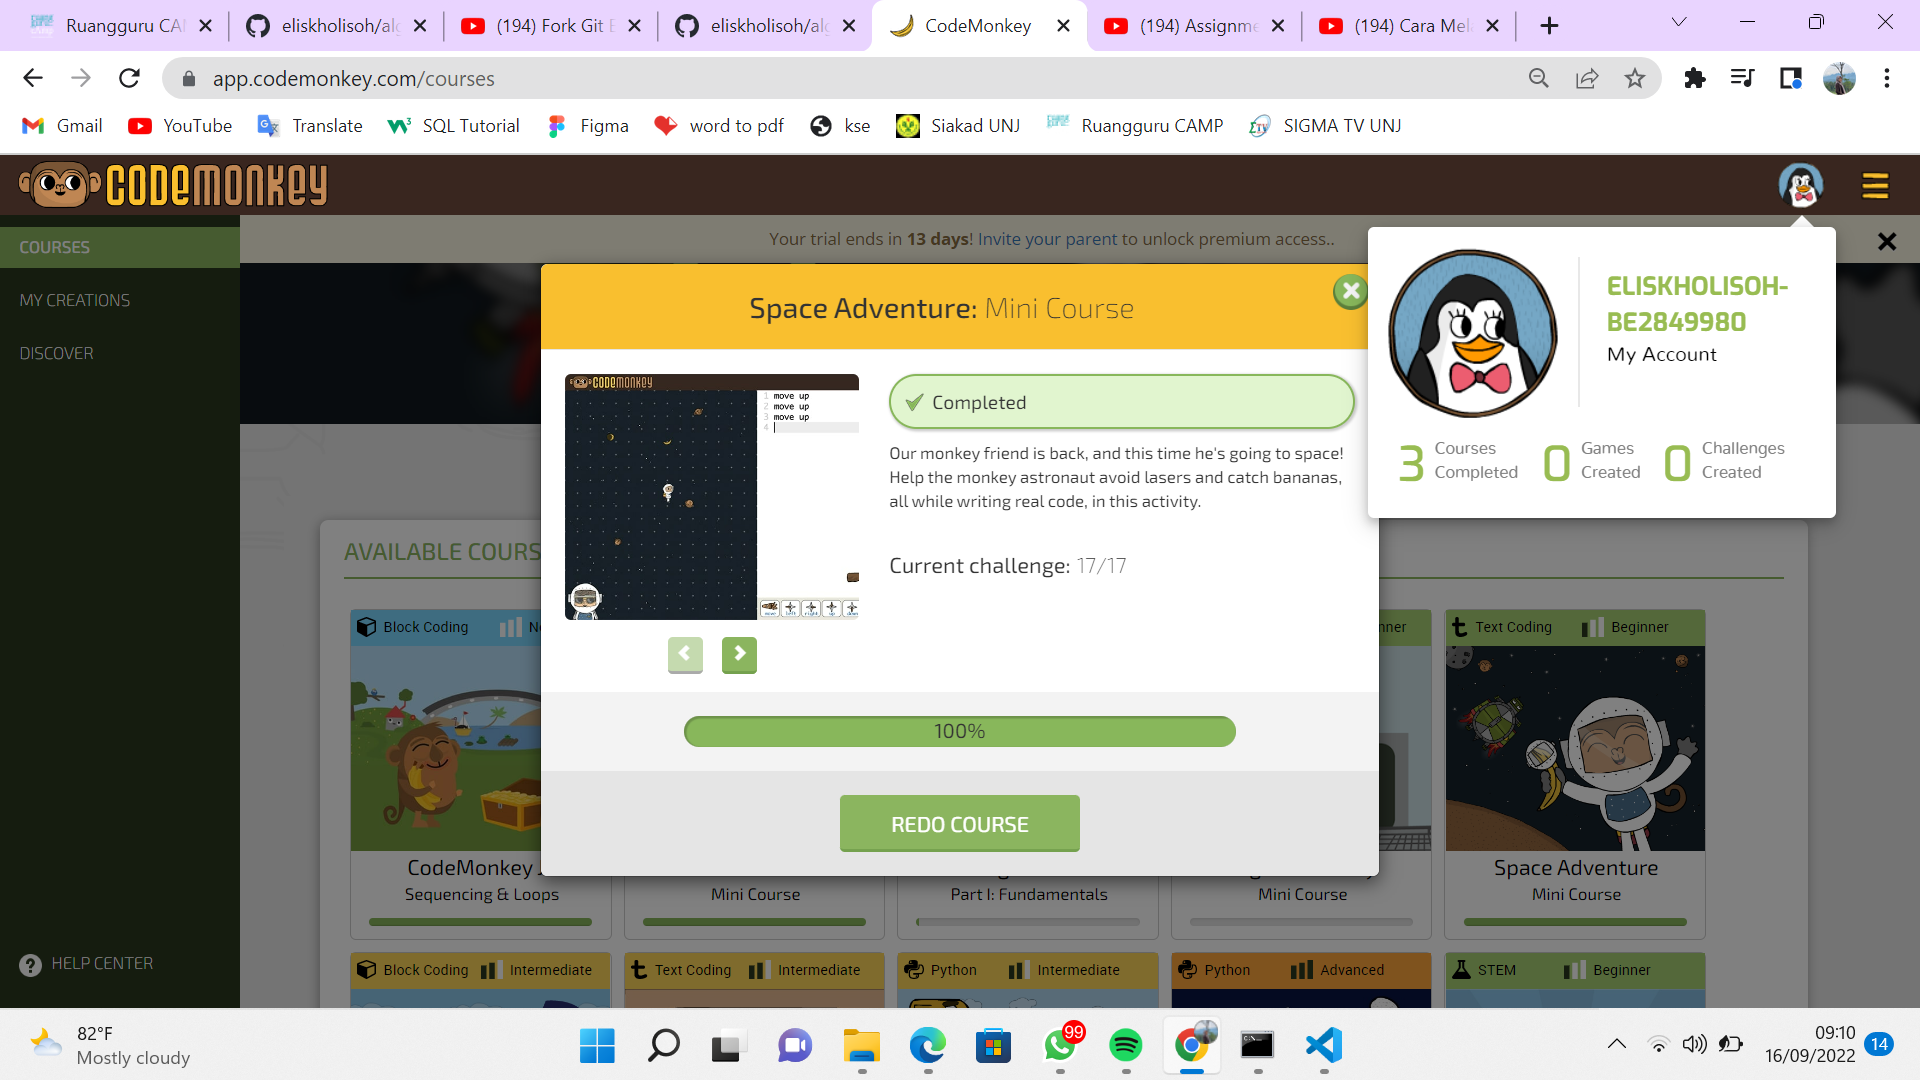 Ruangguru CA
eliskholisoh/alg
(194) Fork Git
eliskholisoh/alg
CodeMonkey
(194) Assignme
(194) Cara Mel
app.codemonkey.com/courses
Gmail
YouTube
Translate
SQL Tutorial
Figma
word to pdf
kse
Siakad UNJ
Ruangguru CAMP
SIGMA TV UNJ
CODEMONKEY
COURSES
MY CREATIONS
DISCOVER
HELP CENTER
Your trial ends in 13 days! Invite your parent to unlock premium access..
Space Adventure: Mini Course
CODEMONKEY
1 move up
2 move up
3 move up
4
Completed
Our monkey friend is back, and this time he's going to space!
Help the monkey astronaut avoid lasers and catch bananas,
all while writing real code, in this activity.
Current challenge: 17/17
100%
REDO COURSE
ELISKHOLISOH-
BE2849980
My Account
3 Courses Completed
0 Games Created
0 Challenges Created
AVAILABLE COURS
Block Coding
CodeMonkey
Sequencing & Loops
Mini Course
Part I: Fundamentals
nner
Mini Course
Text Coding Beginner
Space Adventure
Mini Course
Block Coding Intermediate
Text Coding Intermediate
Python Intermediate
Python Advanced
STEM Beginner
82°F
Mostly cloudy
99
09:10
16/09/2022
14